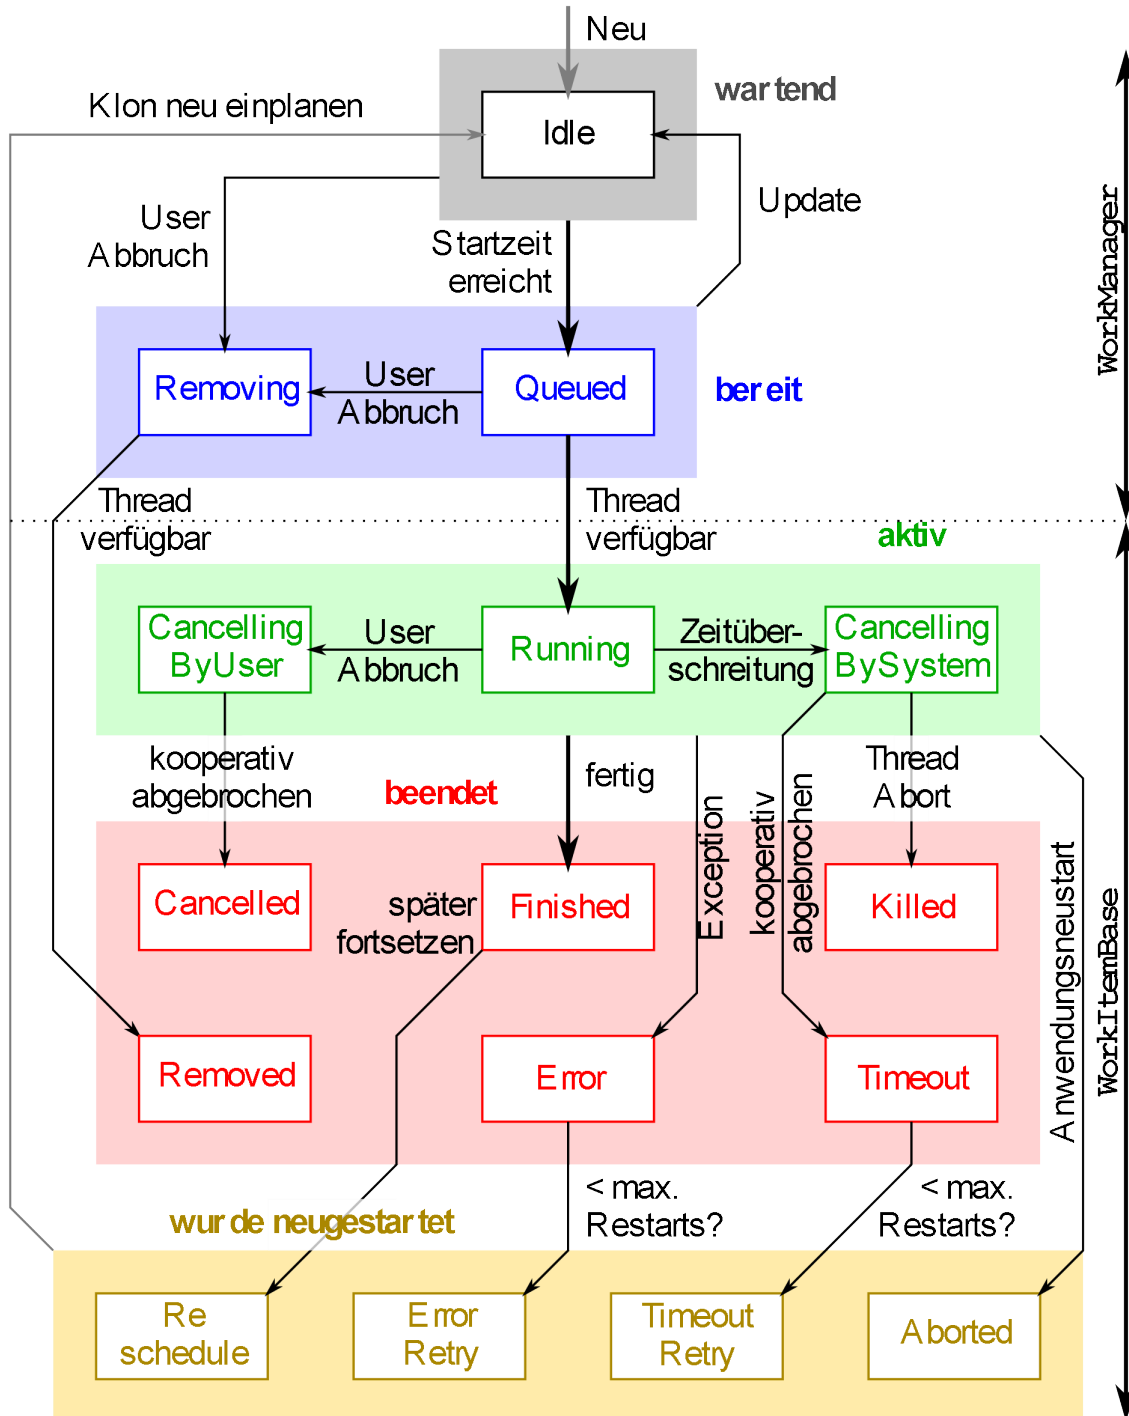 Neu
wartend
Klon neu einplanen
Idle
Update
User
Abbruch
Startzeit
erreicht
WorkManager
Removing
User
Abbruch
Queued
bereit
Thread
verfügbar
Thread
verfügbar
aktiv
Cancelling
ByUser
User
Abbruch
Running
Zeitüber-
schreitung
Cancelling
BySystem
kooperativ
abgebrochen
beendet
fertig
Exception
kooperativ
abgebrochen
Thread
Abort
Anwendungsneustart
WorkItemBase
Cancelled
später
fortsetzen
Finished
Killed
Removed
Error
Timeout
wurde neugestartet
< max.
Restarts?
< max.
Restarts?
Re
schedule
Error
Retry
Timeout
Retry
Aborted